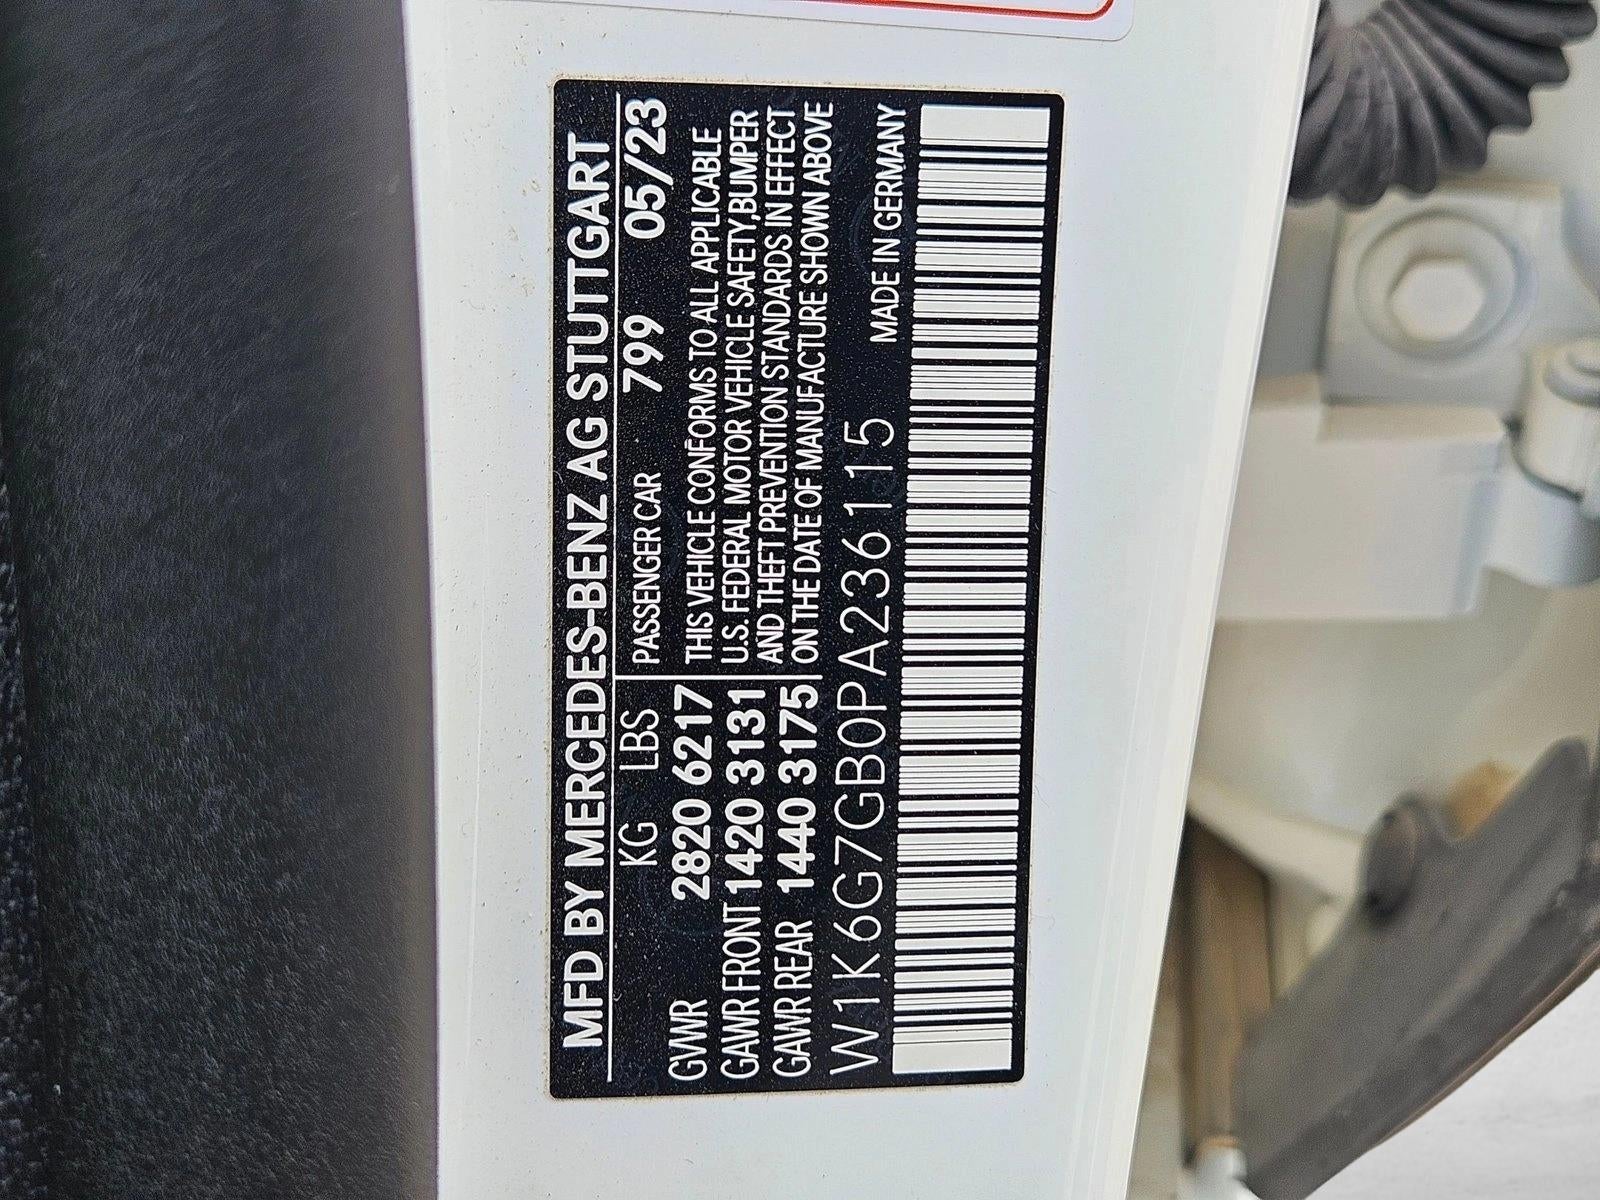 MFD BY MERCEDES-BENZ AG STUTTGART
KG LBS PASSENGER CAR 799 05/23
GVWR 2820 6217 THIS VEHICLE CONFORMS TO ALL APPLICABLE
GAWR FRONT 1420 3131 U.S. FEDERAL MOTOR VEHICLE SAFETY,BUMPER
AND THEFT PREVENTION STANDARDS IN EFFECT
GAWR REAR 1440 3175 ON THE DATE OF MANUFACTURE SHOWN ABOVE
W1K6G7GB0PA236115 MADE IN GERMANY